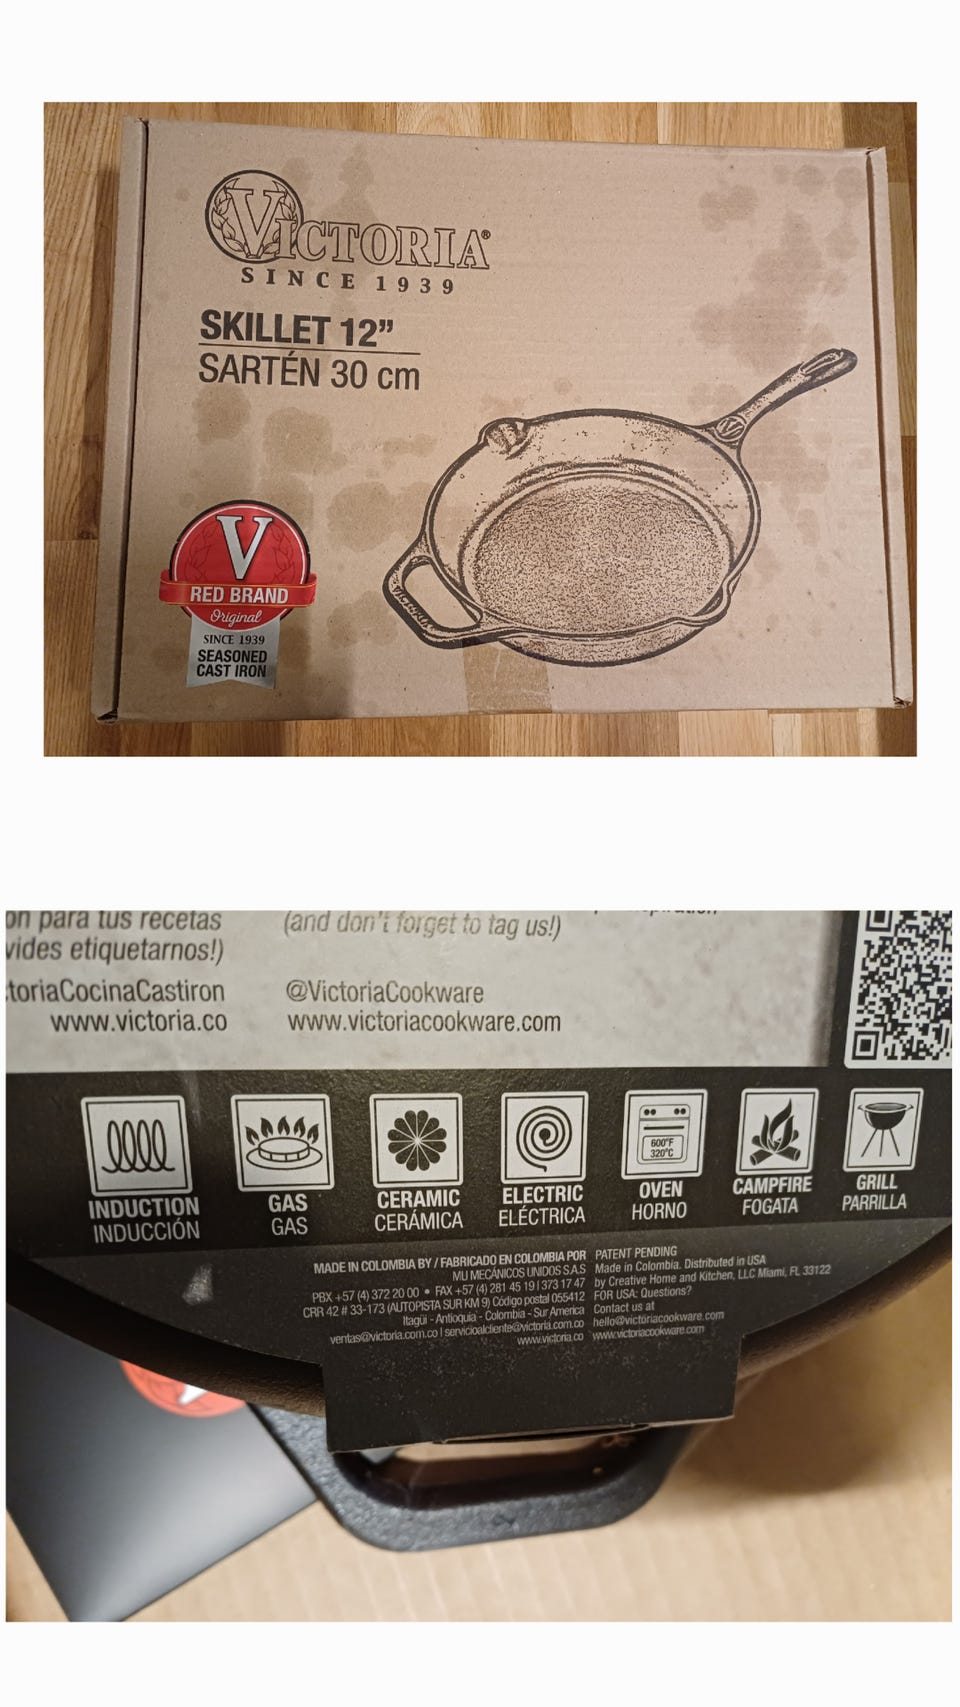 VICTORIA®
SINCE 1939
SKILLET 12”
SARTÉN 30 cm
V
RED BRAND
Original
SINCE 1939
SEASONED
CAST IRON
para tus recetas
etiquetarnos!)
www.victoria.co
(and don't forget to tag us!)
@VictoriaCookware
www.victoriacookware.com
600°F
320°C
INDUCTION
INDUCCIÓN
GAS
GAS
CERAMIC
CERÁMICA
ELECTRIC
ELÉCTRICA
OVEN
HORNO
CAMPFIRE
FOGATA
GRILL
PARRILLA
MADE IN COLOMBIA BY / FABRICADO EN COLOMBIA POR
MU MECÁNICOS UNIDOS S.A.S
PBX +57 (4) 372 20 00 • FAX +57 (4) 281 45 19 | 373 17 47
CRR 42 # 33-173 (AUTOPISTA SUR KM 9) Código postal 055412
Itagüi - Antioquia - Colombia - Sur America
ventas@victoria.com.co | servicioalcliente@victoria.com.co
www.victoria.co
PATENT PENDING
Made in Colombia. Distributed in USA
by Creative Home and Kitchen, LLC Miami, FL 33122
FOR USA: Questions?
Contact us at
hello@victoriacookware.com
www.victoriacookware.com